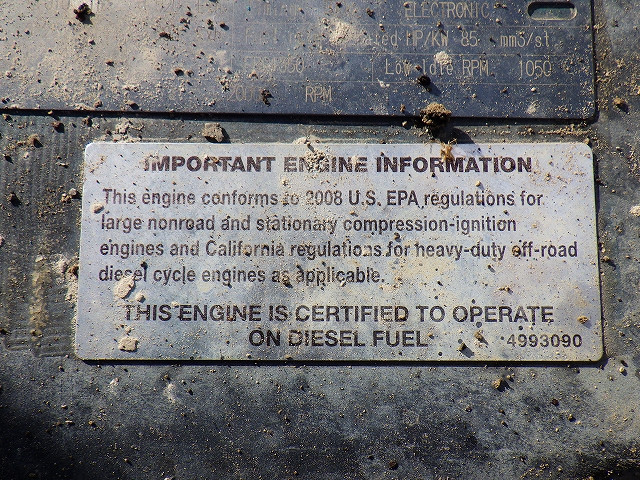 ELECTRONIC
HP/KW 85 mm3/st
Low Idle RPM 1050
RPM
IMPORTANT ENGINE INFORMATION
This engine conforms to 2008 U.S. EPA regulations for
large nonroad and stationary compression-ignition
engines and California regulations for heavy-duty off-road
diesel cycle engines as applicable.
THIS ENGINE IS CERTIFIED TO OPERATE
ON DIESEL FUEL
4993090